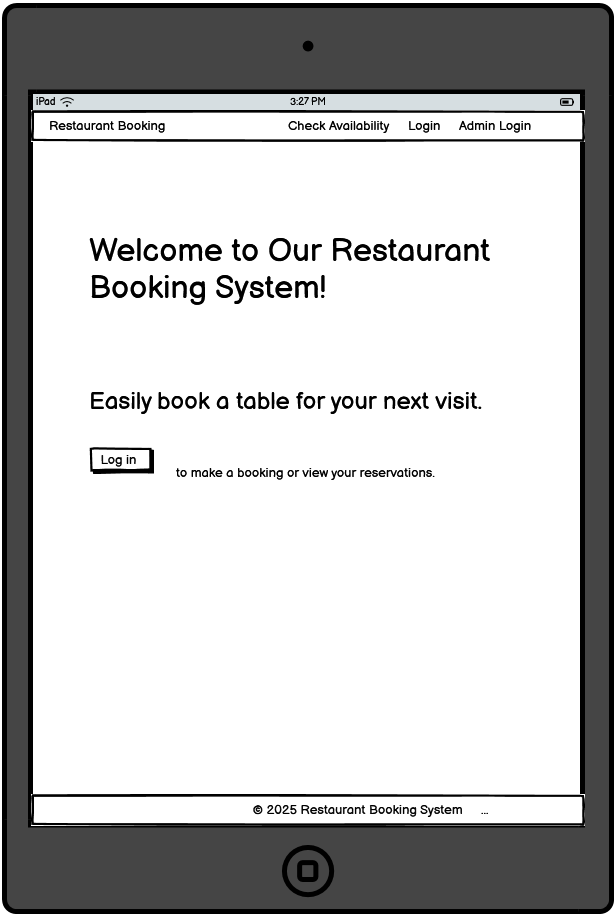 iPad 3:27 PM
Restaurant Booking Check Availability Login Admin Login
Welcome to Our Restaurant
Booking System!
Easily book a table for your next visit.
Log in
to make a booking or view your reservations.
© 2025 Restaurant Booking System ...